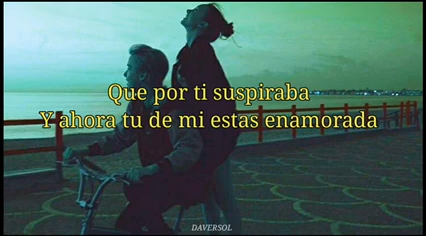 Que por ti suspiraba
Y ahora tu de mi estas enamorada
DAVERSOL